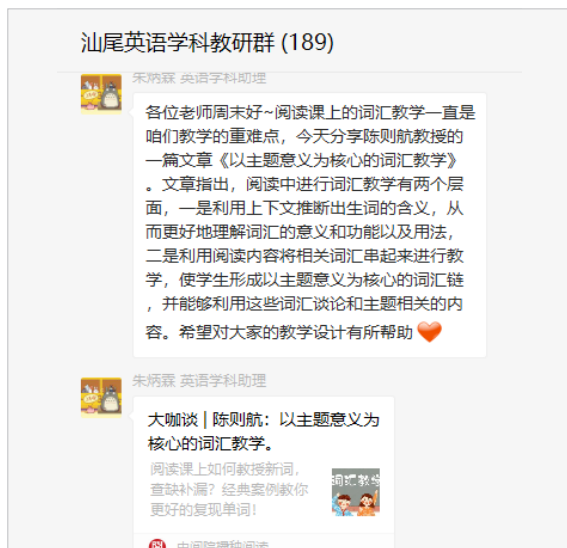 汕尾英语学科教研群 (189)
朱炳霖 英语学科助理
各位老师周末好~阅读课上的词汇教学一直是
咱们教学的重难点，今天分享陈则航教授的
一篇文章《以主题意义为核心的词汇教学》
。文章指出，阅读中进行词汇教学有两个层
面，一是利用上下文推断出生词的含义，从
而更好地理解词汇的意义和功能以及用法，
二是利用阅读内容将相关词汇串起来进行教
学，使学生形成以主题意义为核心的词汇链
，并能够利用这些词汇谈论和主题相关的内
容。希望对大家的教学设计有所帮助
朱炳霖 英语学科助理
大咖谈 | 陈则航：以主题意义为
核心的词汇教学。
阅读课上如何教授新词，
查缺补漏？经典案例教你
更好的复现单词！
词汇教学